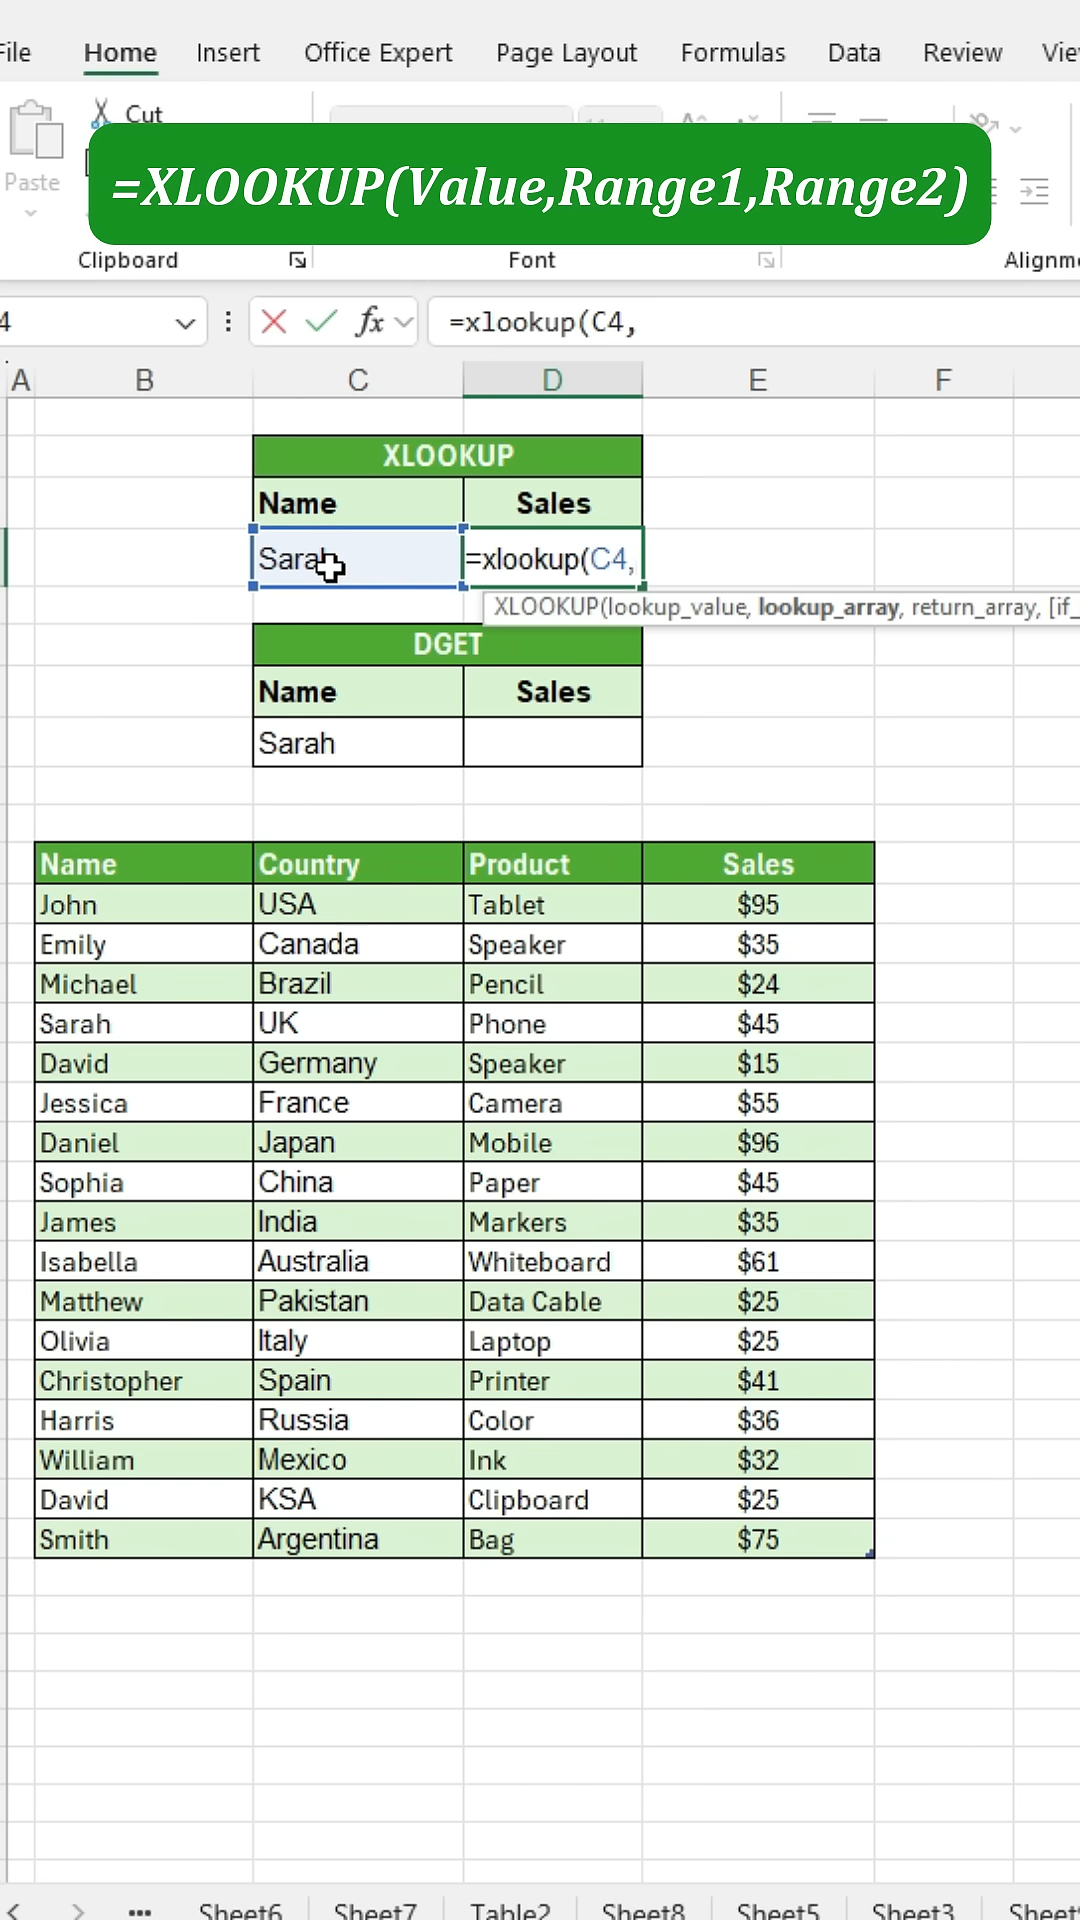 File Home Insert Office Expert Page Layout Formulas Data Review
Cut
Paste
=XLOOKUP(Value,Range1,Range2)
Clipboard Font
4 fx =xlookup(C4,
A B C D E F
XLOOKUP
Name Sales
Sarah =xlookup(C4,
XLOOKUP(lookup_value, lookup_array, return_array, [if_
DGET
Name Sales
Sarah
Name Country Product Sales
John USA Tablet $95
Emily Canada Speaker $35
Michael Brazil Pencil $24
Sarah UK Phone $45
David Germany Speaker $15
Jessica France Camera $55
Daniel Japan Mobile $96
Sophia China Paper $45
James India Markers $35
Isabella Australia Whiteboard $61
Matthew Pakistan Data Cable $25
Olivia Italy Laptop $25
Christopher Spain Printer $41
Harris Russia Color $36
William Mexico Ink $32
David KSA Clipboard $25
Smith Argentina Bag $75
Sheet6 Sheet7 Table2 Sheet8 Sheet5 Sheet3